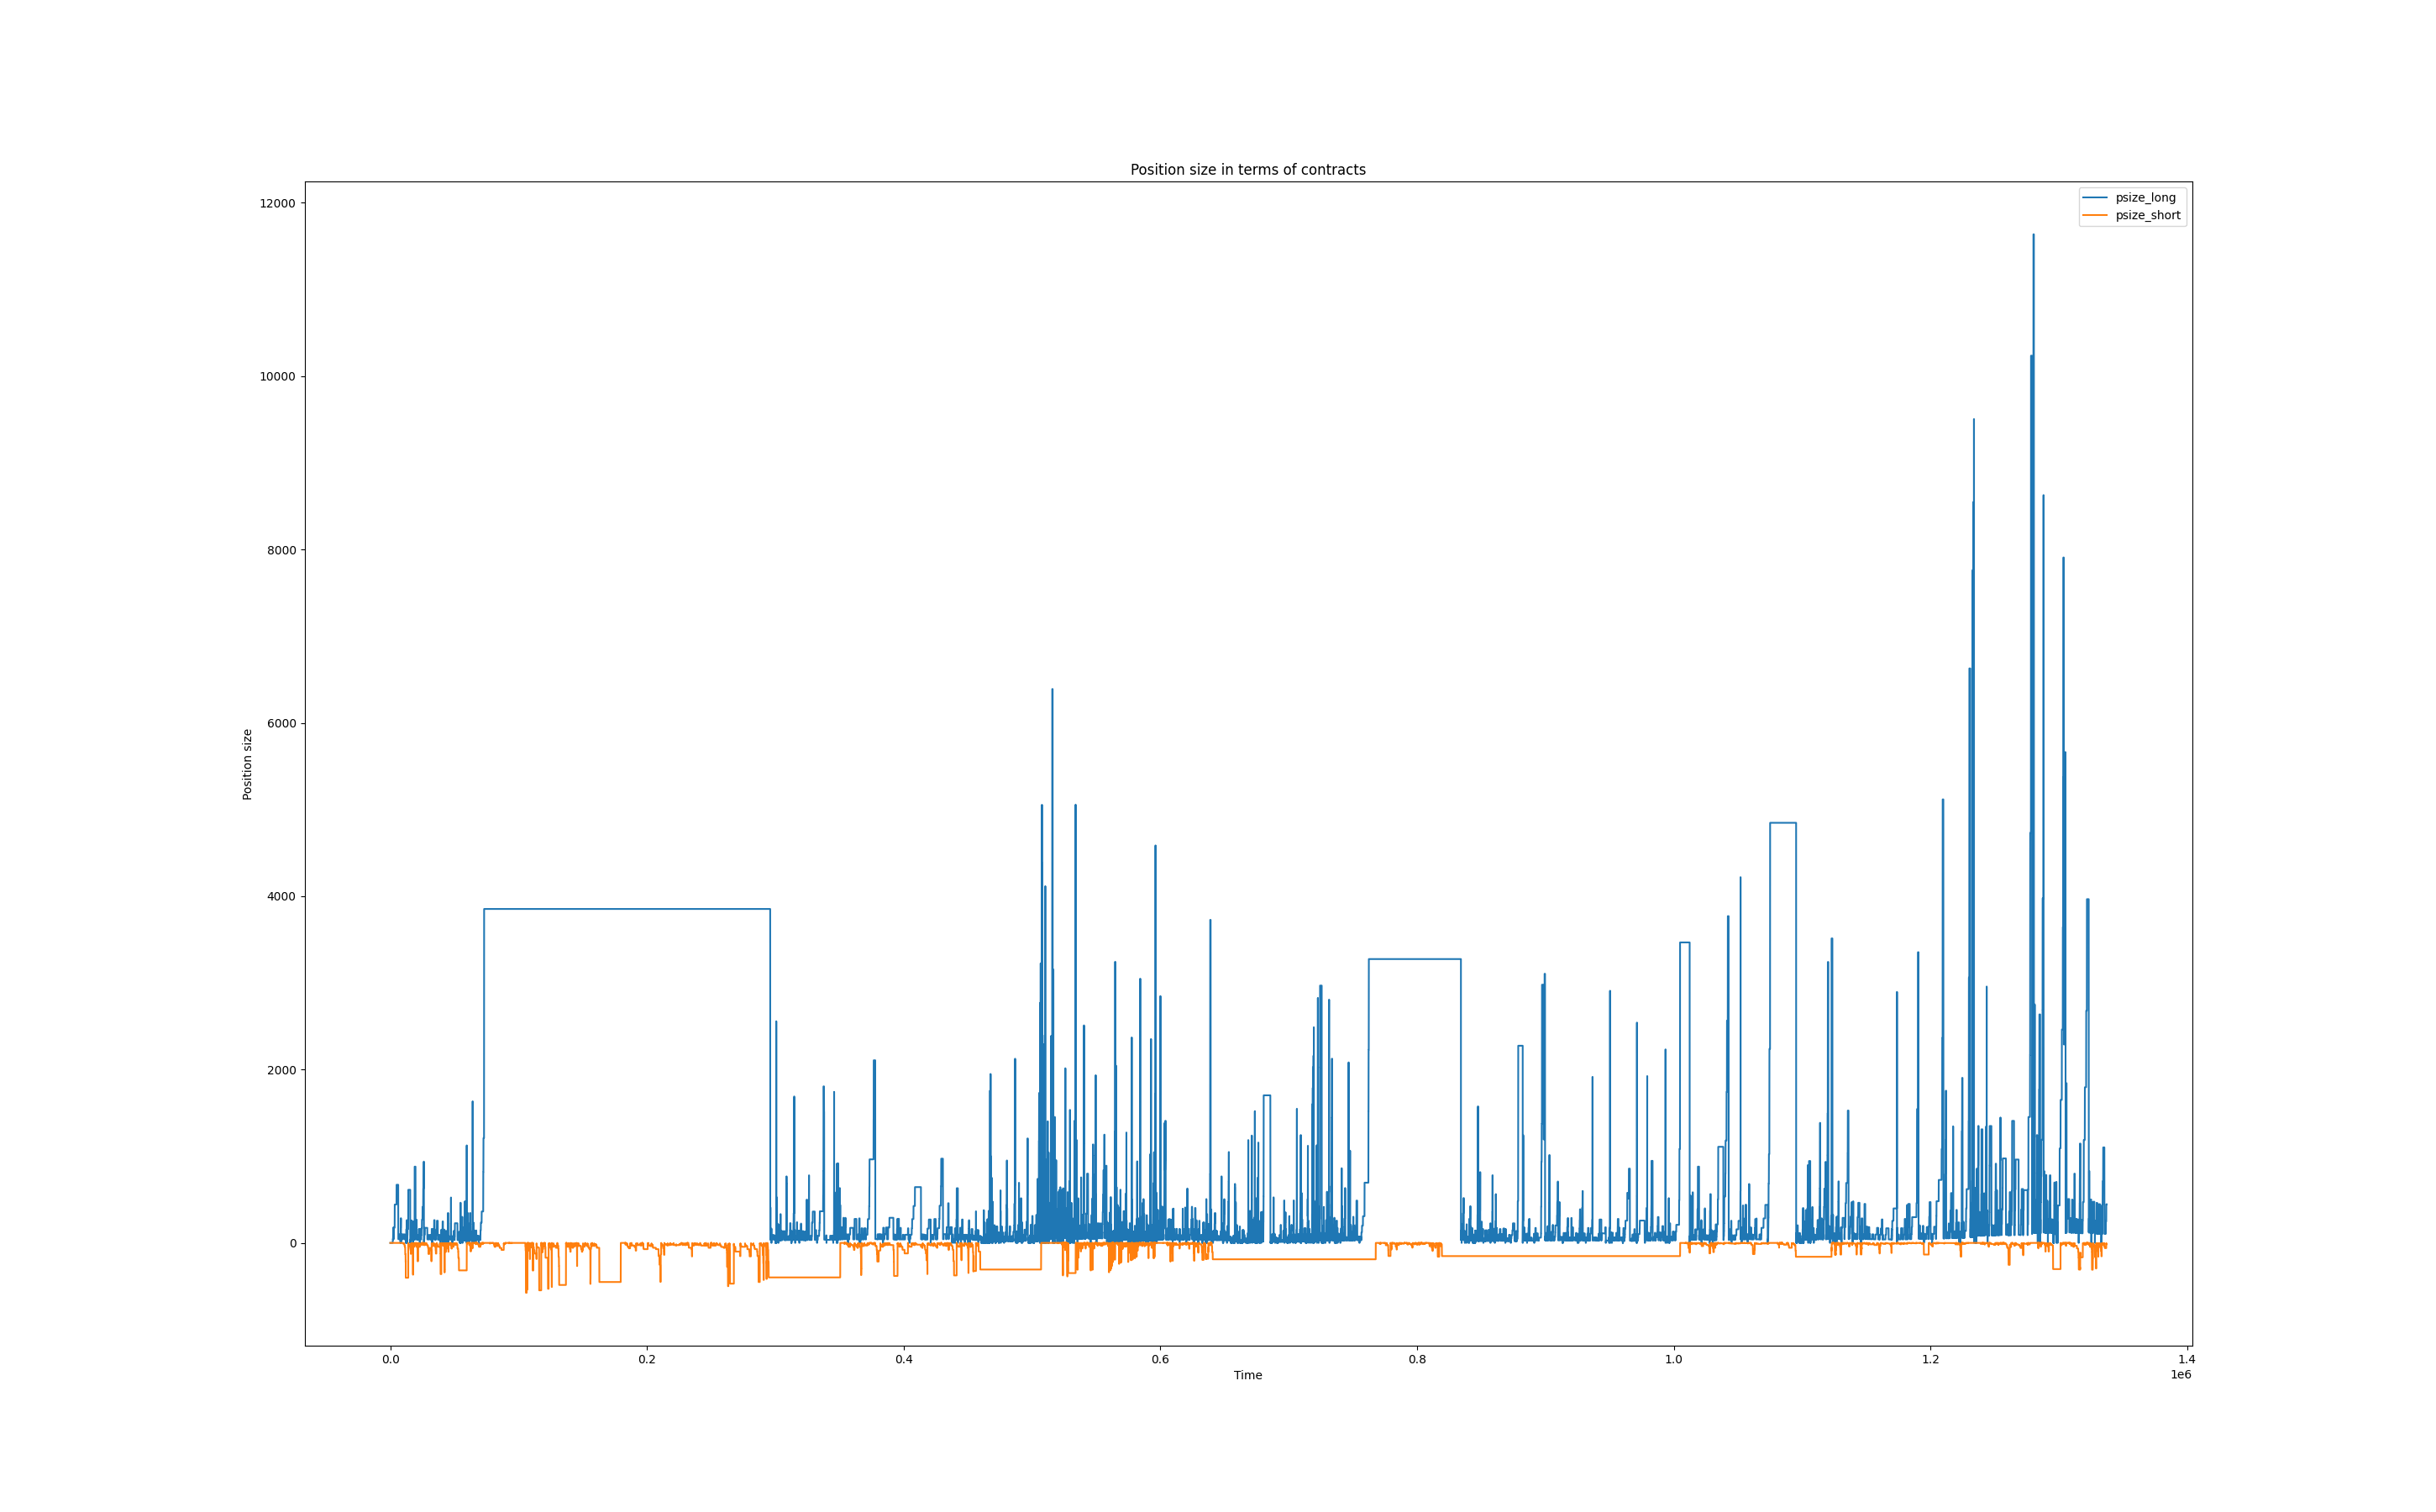 Position size in terms of contracts
psize_long
psize_short
12000
10000
8000
6000
4000
2000
0
Position size
0.0
0.2
0.4
0.6
0.8
1.0
1.2
1.4
Time
1e6